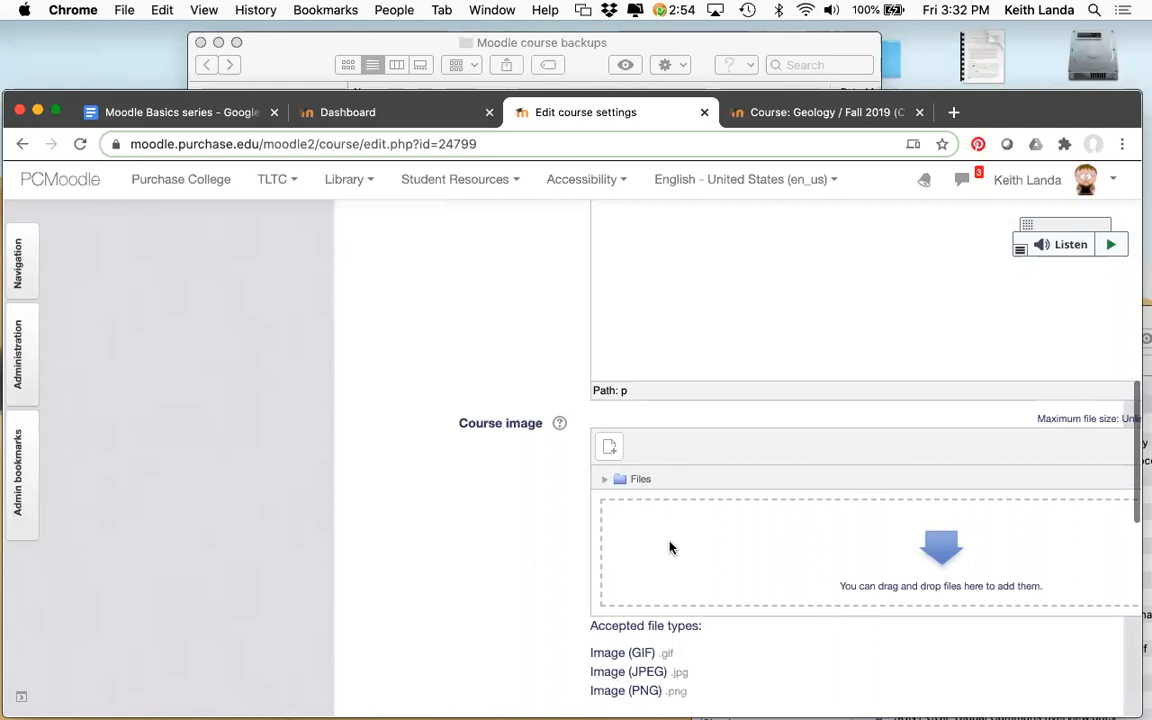 Chrome File Edit View History Bookmarks People Tab Window Help 2:54 100% Fri 3:32 PM Keith Landa
Moodle course backups
Search
Moodle Basics series - Google Dashboard Edit course settings Course: Geology / Fall 2019 (C
moodle.purchase.edu/moodle2/course/edit.php?id=24799
PCMoodle Purchase College TLTC Library Student Resources Accessibility English - United States (en_us) 3 Keith Landa
Navigation
Administration
Admin bookmarks
Listen
Path: p
Course image
Maximum file size:
Files
You can drag and drop files here to add them.
Accepted file types:
Image (GIF) .gif
Image (JPEG) .jpg
Image (PNG) .png